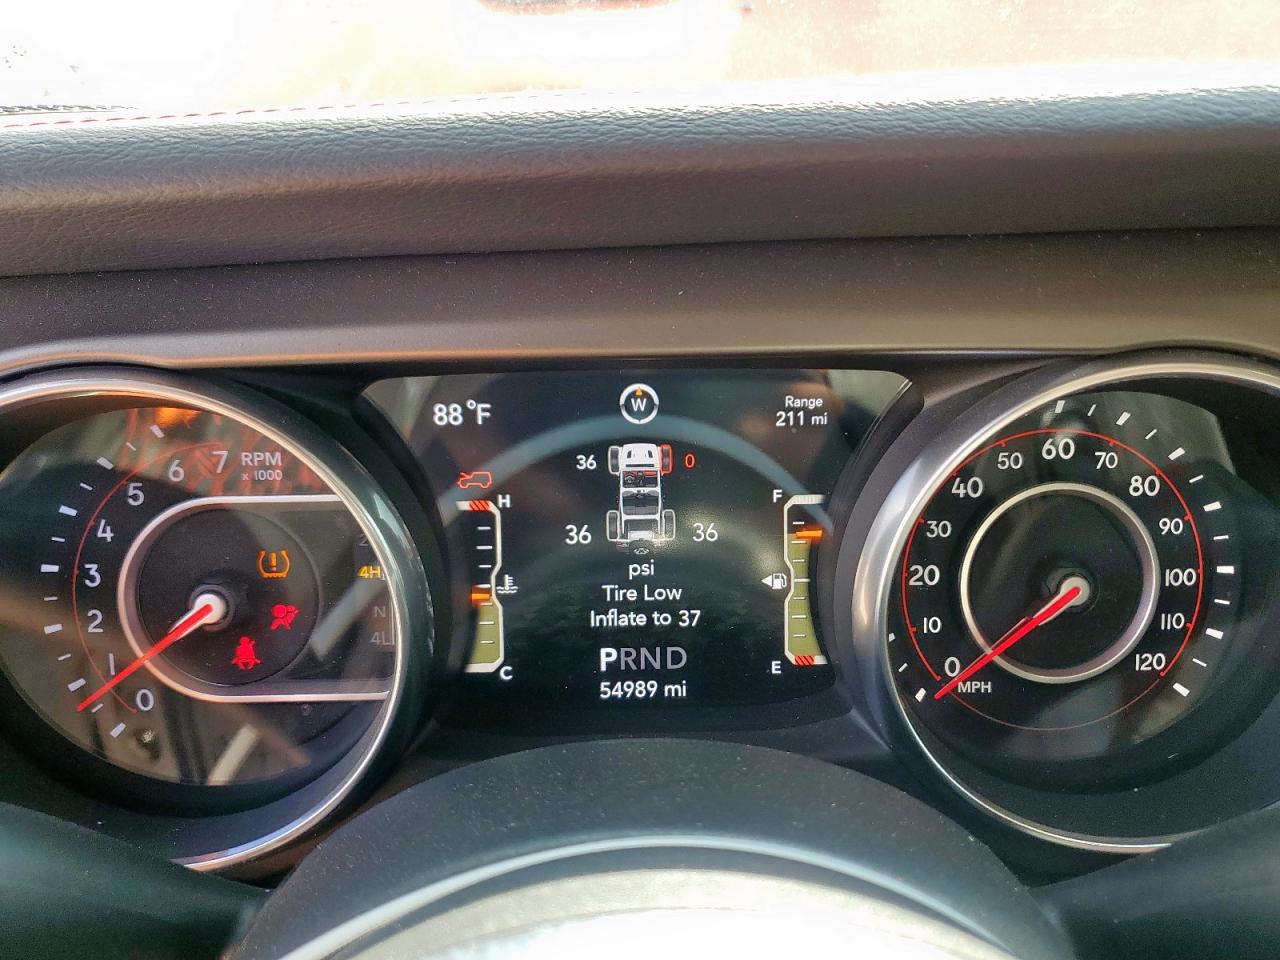 88°F
W
Range
211 mi
36
0
36
36
psi
Tire Low
Inflate to 37
PRND
54989 mi
H
C
F
E
RPM
x 1000
7
6
5
4
3
2
1
0
4H
N
4L
0
10
20
30
40
50
60
70
80
90
100
110
120
MPH